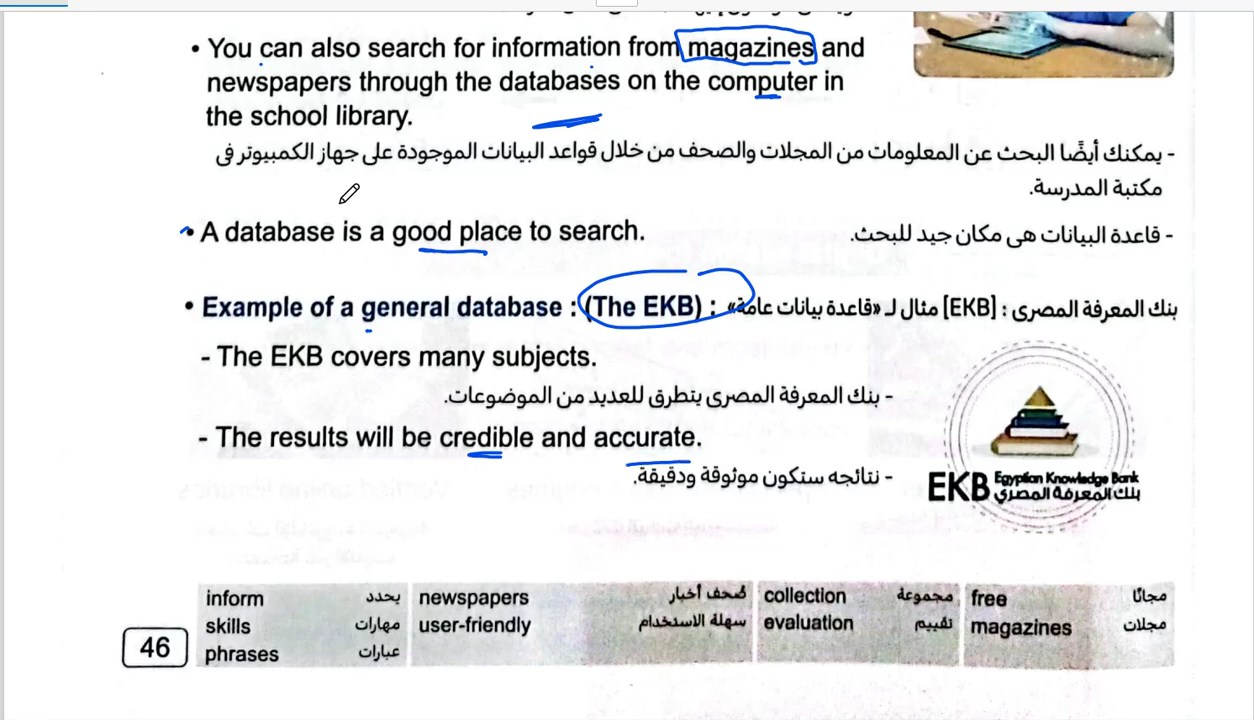 • You can also search for information from magazines and
newspapers through the databases on the computer in
the school library.
- يمكنك أيضًا البحث عن المعلومات من المجلات والصحف من خلال قواعد البيانات الموجودة على جهاز الكمبيوتر فى
مكتبة المدرسة.
• A database is a good place to search.
- قاعدة البيانات هى مكان جيد للبحث.
• Example of a general database : (The EKB) :
بنك المعرفة المصرى : [EKB] مثال لـ «قاعدة بيانات عامة»
- The EKB covers many subjects.
- بنك المعرفة المصرى يتطرق للعديد من الموضوعات.
- The results will be credible and accurate.
- نتائجه ستكون موثوقة ودقيقة.
EKB Egyptian Knowledge Bank
بنك المعرفة المصري
inform يحدد newspapers صُحف أخبار collection مجموعة free مجانًا
skills مهارات user-friendly سهلة الاستخدام evaluation تقييم magazines مجلات
phrases عبارات
46